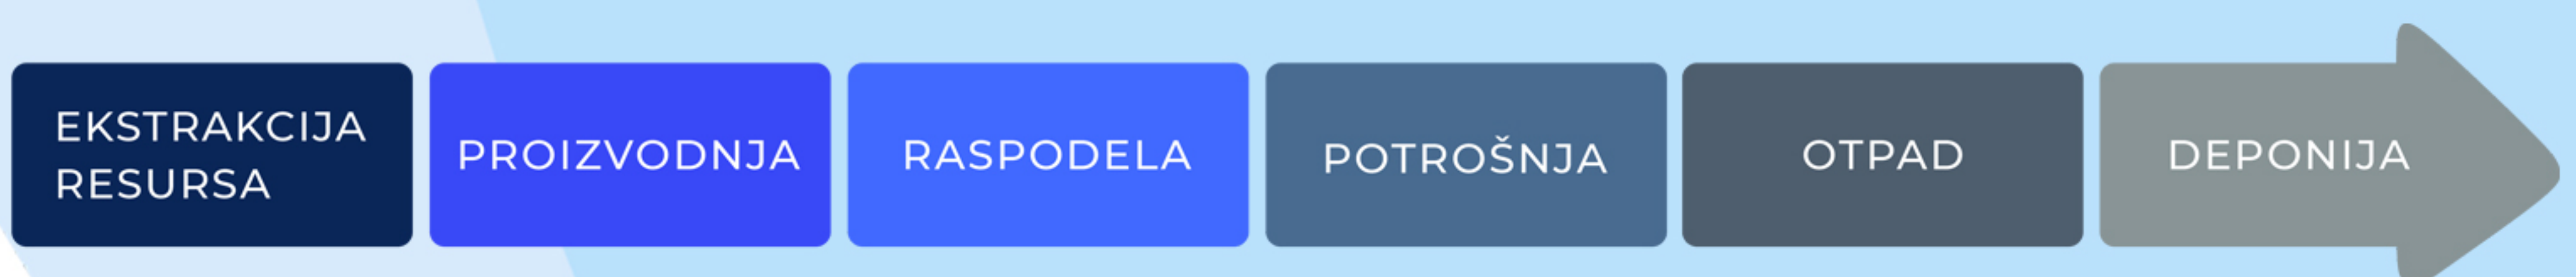 EKSTRAKCIJA
RESURSA
PROIZVODNJA
RASPODELA
POTROŠNJA
OTPAD
DEPONIJA